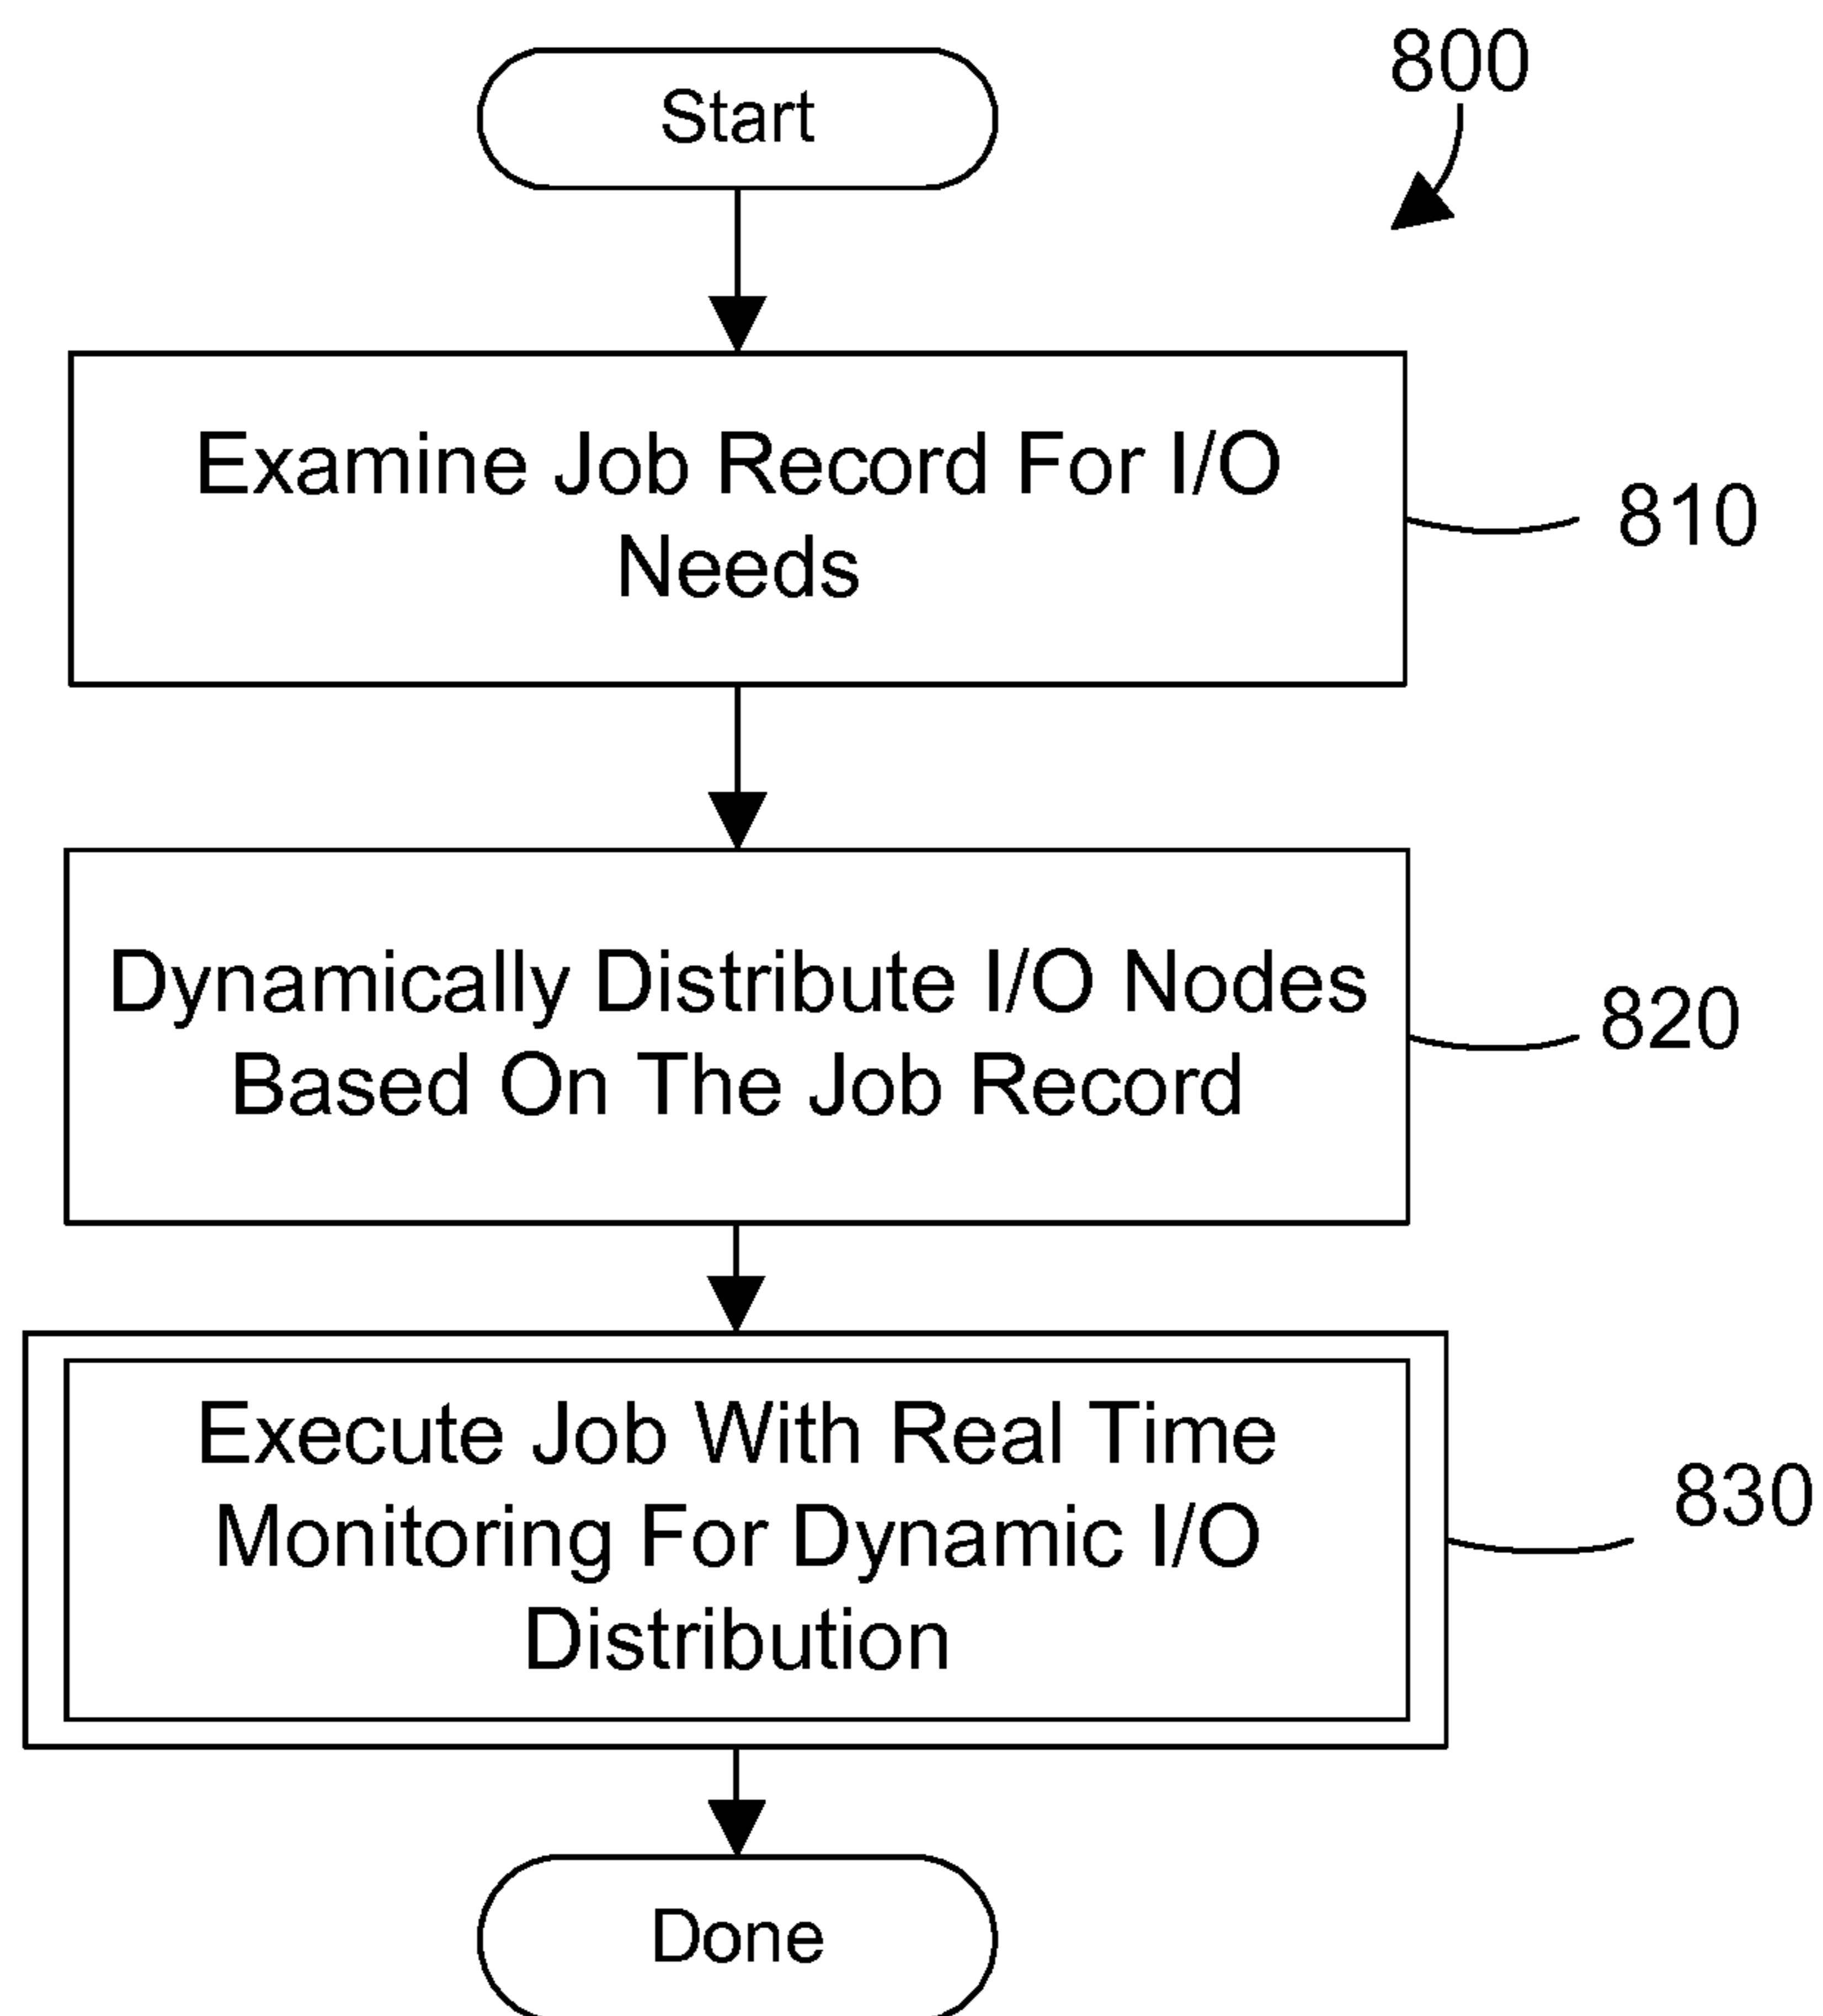 Start
800
Examine Job Record For I/O
Needs
810
Dynamically Distribute I/O Nodes
Based On The Job Record
820
Execute Job With Real Time
Monitoring For Dynamic I/O
Distribution
830
Done